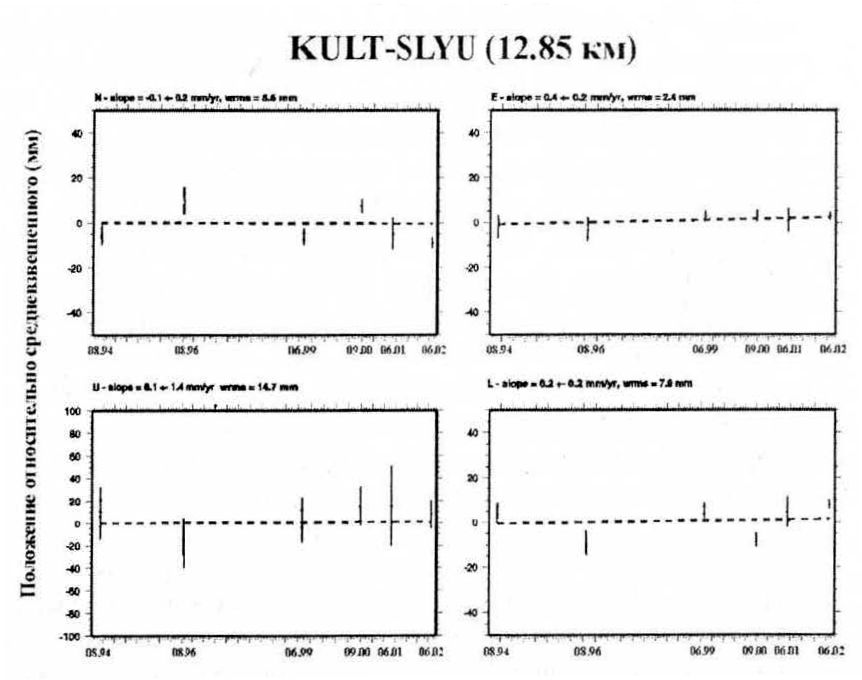 KULT-SLYU (12.85 км)
Положение относительно средневзвешенного (мм)
N - slope = -0.1 +- 0.2 mm/yr, wrms = 8.6 mm
40
20
0
-20
-40
08.94 08.96 06.99 09.00 06.01 06.02
E - slope = 0.4 +- 0.2 mm/yr, wrms = 2.4 mm
40
20
0
-20
-40
08.94 08.96 06.99 09.00 06.01 06.02
U - slope = 0.1 +- 1.4 mm/yr wrms = 14.7 mm
100
80
60
40
20
0
-20
-40
-60
-80
-100
08.94 08.96 06.99 09.00 06.01 06.02
L - slope = 0.2 +- 0.2 mm/yr, wrms = 7.8 mm
40
20
0
-20
-40
08.94 08.96 06.99 09.00 06.01 06.02